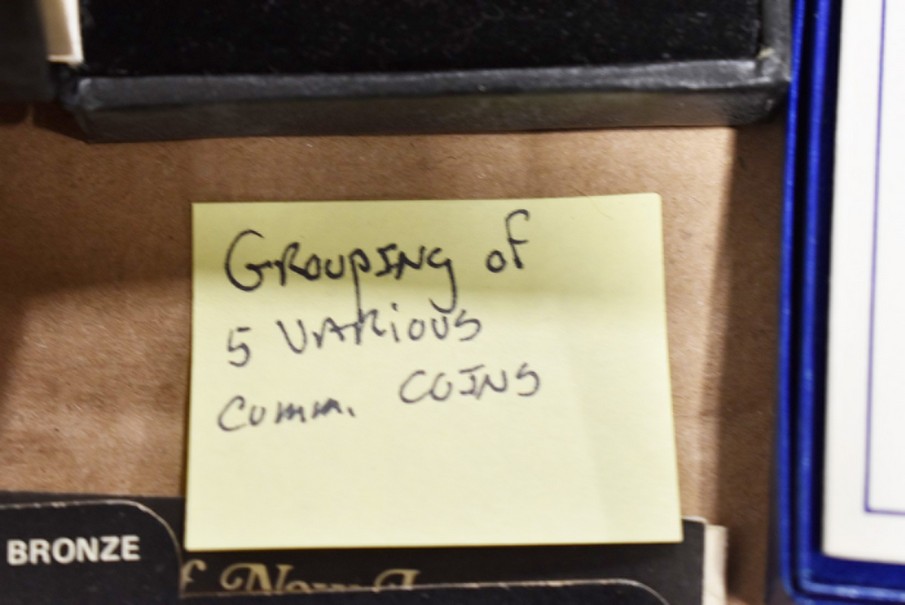 Grouping of
5 Various
Comm. Coins
BRONZE